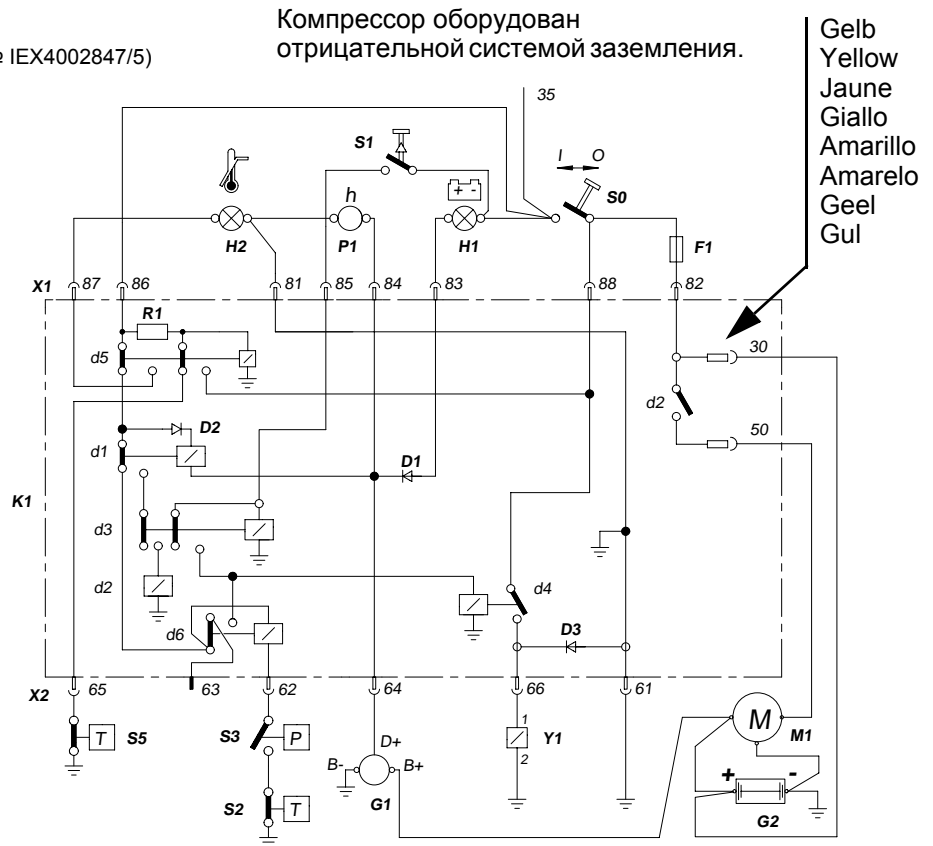 Компрессор оборудован
отрицательной системой заземления.
№ IEX4002847/5)
Gelb
Yellow
Jaune
Giallo
Amarillo
Amarelo
Geel
Gul
35
S1
I O
+ -
S0
h
H2
P1
H1
F1
X1
87
86
81
85
84
83
88
82
R1
30
d5
d2
D2
50
d1
D1
K1
d3
d2
d4
d6
D3
X2
65
63
62
64
66
61
T
S5
S3
P
D+
1
Y1
2
M
M1
B-
B+
+
-
S2
T
G1
G2